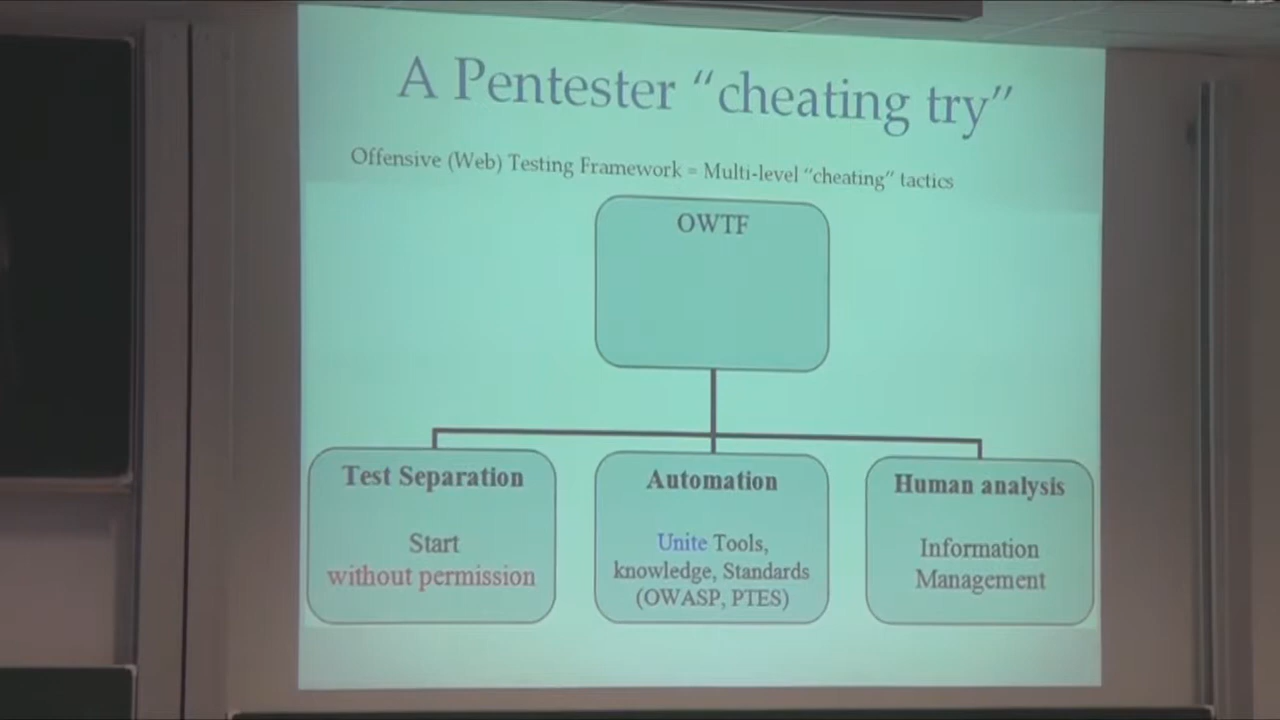 A Pentester “cheating try”
Offensive (Web) Testing Framework = Multi-level “cheating” tactics
OWTF
Test Separation
Start
without permission
Automation
Unite Tools,
knowledge, Standards
(OWASP, PTES)
Human analysis
Information
Management